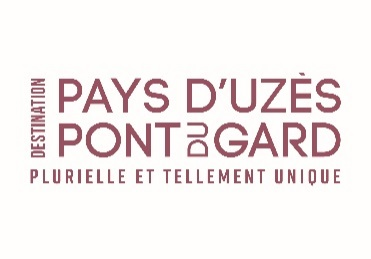 DESTINATION
PAYS D'UZÈS
PONT DU GARD
PLURIELLE ET TELLEMENT UNIQUE